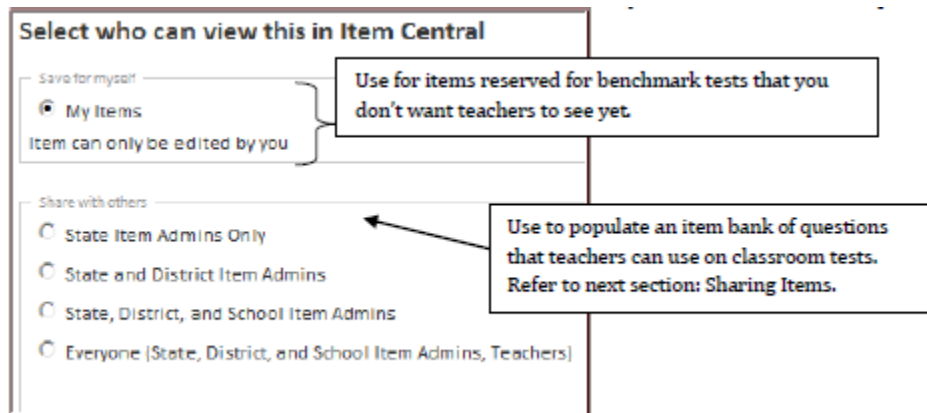 Select who can view this in Item Central
Save for myself
My Items
Item can only be edited by you
Use for items reserved for benchmark tests that you
don't want teachers to see yet.
Share with others
State Item Admins Only
State and District Item Admins
State, District, and School Item Admins
Everyone (State, District, and School Item Admins, Teachers)
Use to populate an item bank of questions
that teachers can use on classroom tests.
Refer to next section: Sharing Items.